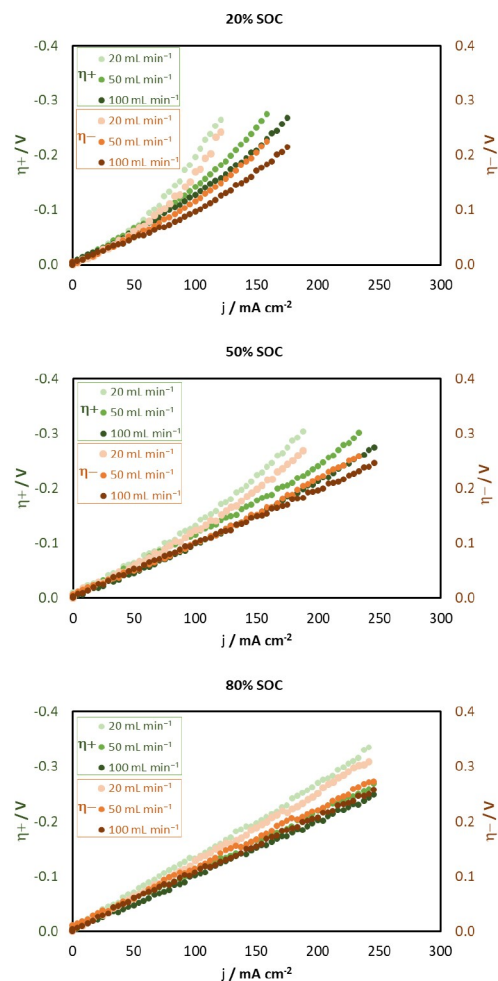 20% SOC
-0.4
-0.3
-0.2
-0.1
0.0
η+ / V
η+
20 mL min⁻¹
50 mL min⁻¹
100 mL min⁻¹
η−
20 mL min⁻¹
50 mL min⁻¹
100 mL min⁻¹
0.4
0.3
0.2
0.1
0.0
η− / V
0 50 100 150 200 250 300
j / mA cm⁻²
50% SOC
-0.4
-0.3
-0.2
-0.1
0.0
η+ / V
η+
20 mL min⁻¹
50 mL min⁻¹
100 mL min⁻¹
η−
20 mL min⁻¹
50 mL min⁻¹
100 mL min⁻¹
0.4
0.3
0.2
0.1
0.0
η− / V
0 50 100 150 200 250 300
j / mA cm⁻²
80% SOC
-0.4
-0.3
-0.2
-0.1
0.0
η+ / V
η+
20 mL min⁻¹
50 mL min⁻¹
100 mL min⁻¹
η−
20 mL min⁻¹
50 mL min⁻¹
100 mL min⁻¹
0.4
0.3
0.2
0.1
0.0
η− / V
0 50 100 150 200 250 300
j / mA cm⁻²